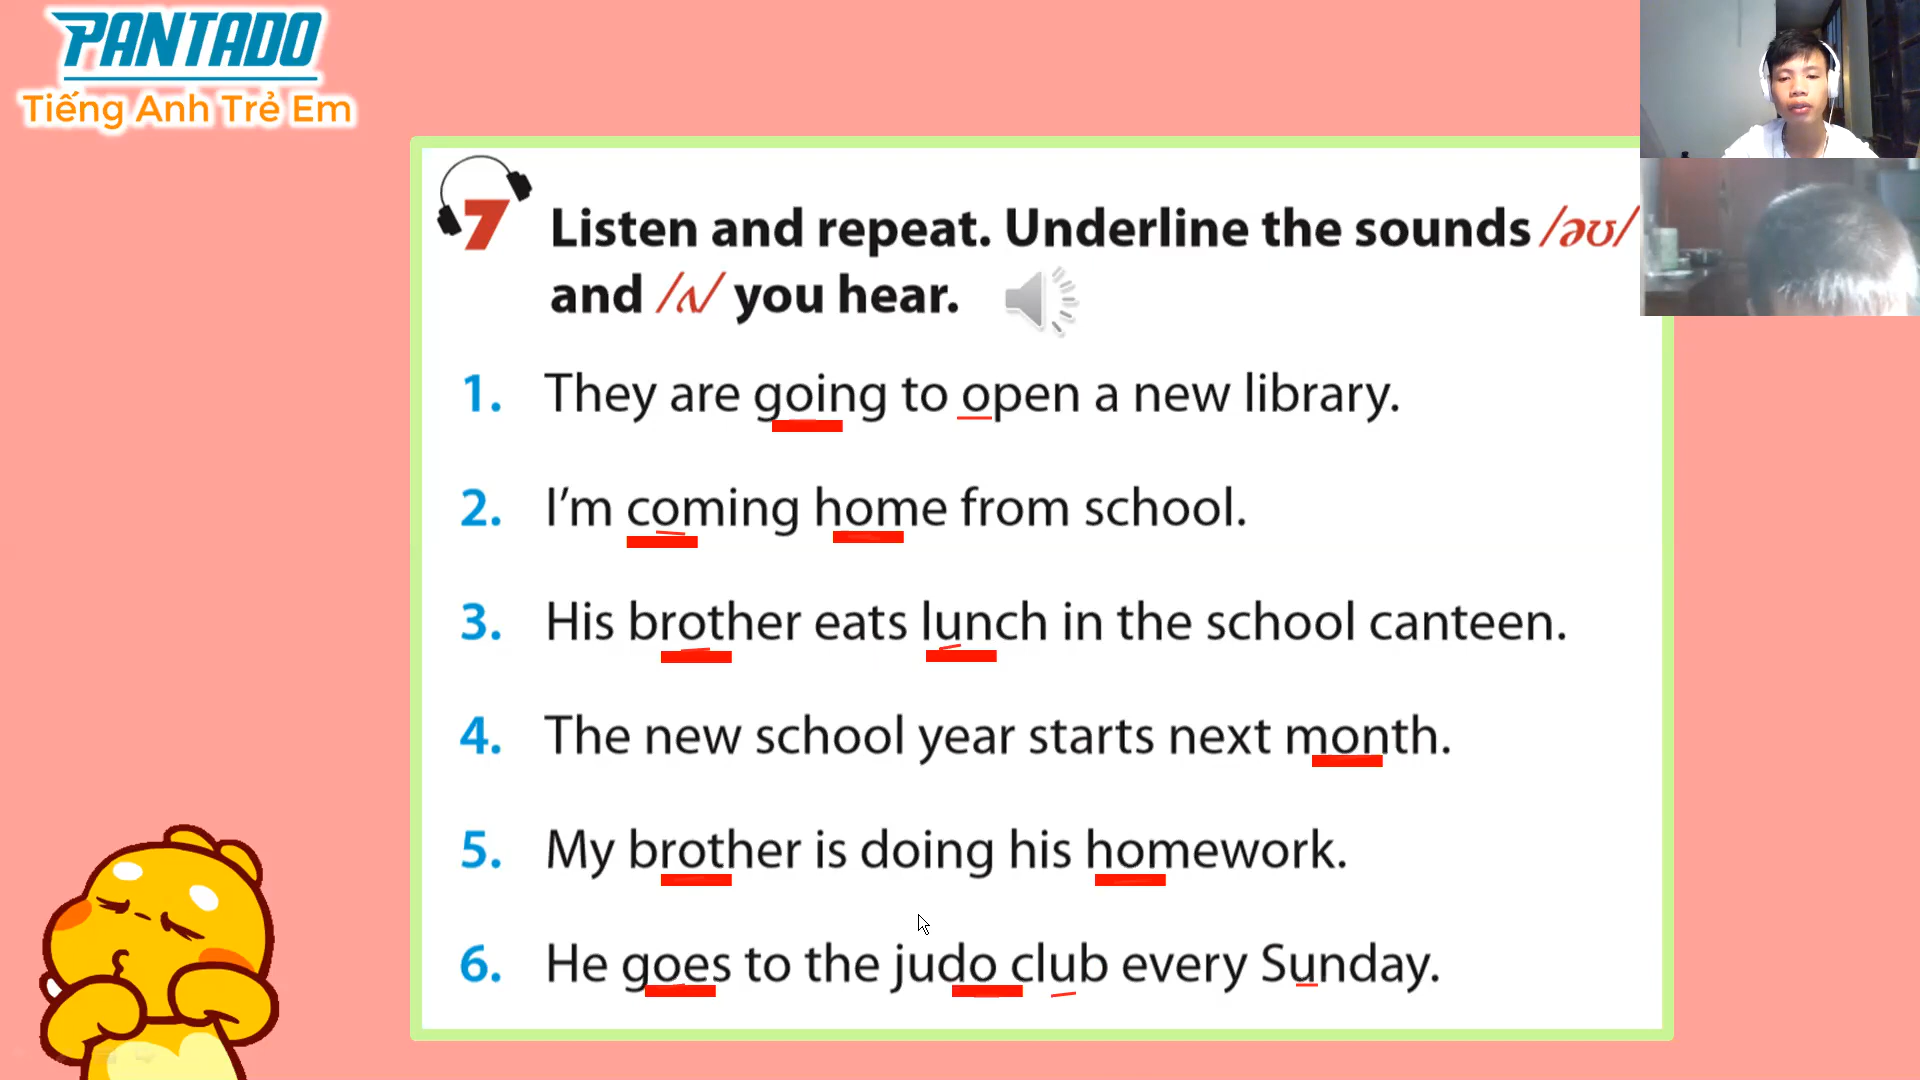 PANTADO
Tiếng Anh Trẻ Em
7 Listen and repeat. Underline the sounds /əʊ/
and /ʌ/ you hear.
1. They are going to open a new library.
2. I’m coming home from school.
3. His brother eats lunch in the school canteen.
4. The new school year starts next month.
5. My brother is doing his homework.
6. He goes to the judo club every Sunday.